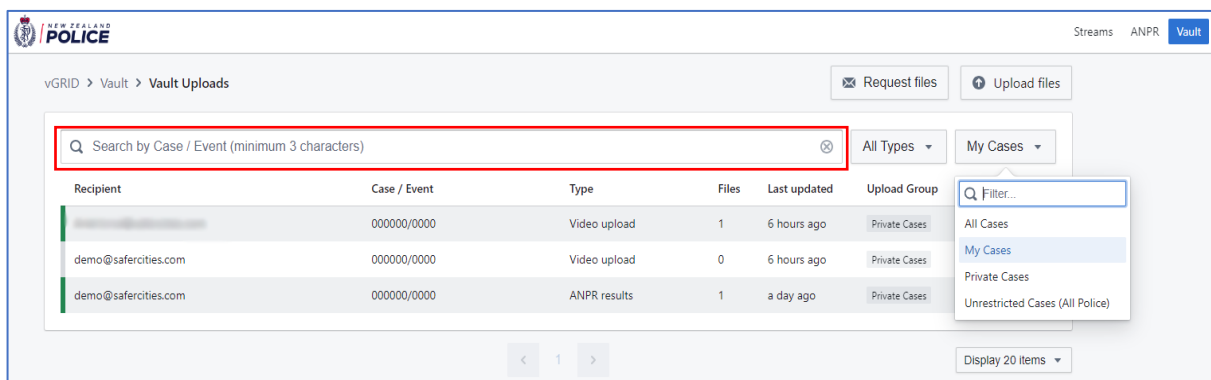 NEW ZEALAND
POLICE
Streams ANPR Vault
vGRID > Vault > Vault Uploads
Request files
Upload files
Search by Case / Event (minimum 3 characters)
All Types
My Cases
Recipient Case / Event Type Files Last updated Upload Group
000000/0000 Video upload 1 6 hours ago Private Cases
demo@safercities.com 000000/0000 Video upload 0 6 hours ago Private Cases
demo@safercities.com 000000/0000 ANPR results 1 a day ago Private Cases
Filter...
All Cases
My Cases
Private Cases
Unrestricted Cases (All Police)
< 1 >
Display 20 items